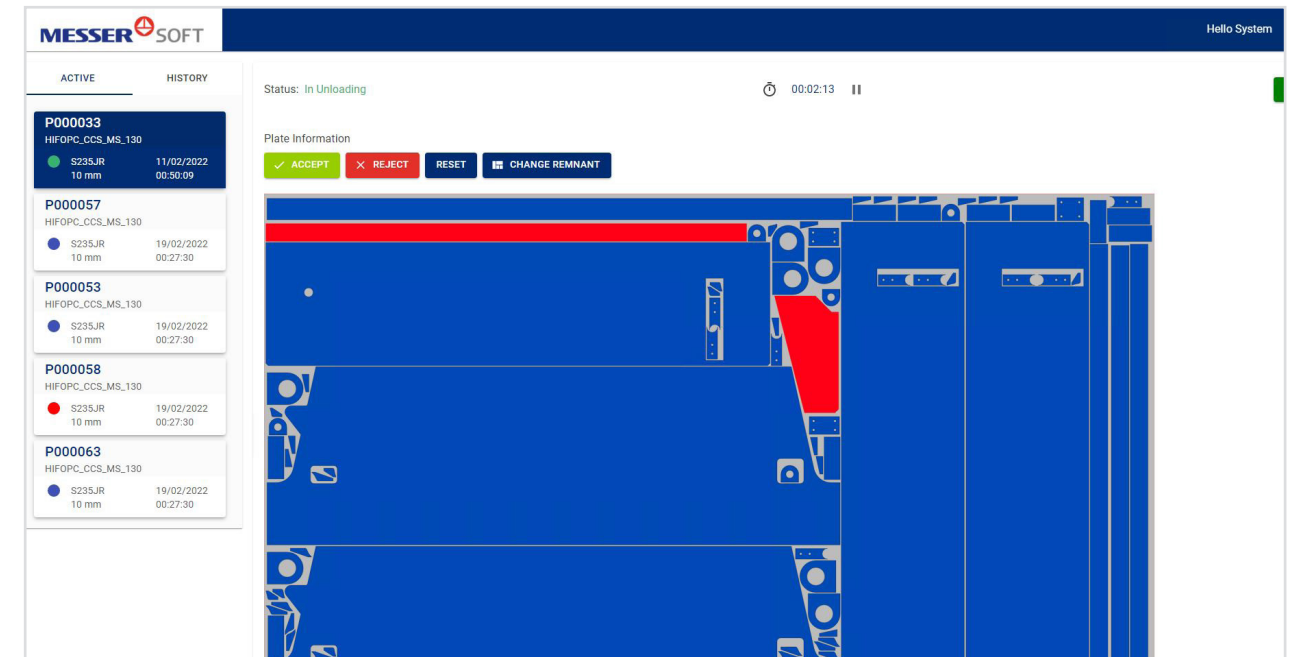 MESSER SOFT
Hello System
ACTIVE HISTORY
P000033
HIFOPC_CCS_MS_130
S235JR 11/02/2022
10 mm 00:50:09
P000057
HIFOPC_CCS_MS_130
S235JR 19/02/2022
10 mm 00:27:30
P000053
HIFOPC_CCS_MS_130
S235JR 19/02/2022
10 mm 00:27:30
P000058
HIFOPC_CCS_MS_130
S235JR 19/02/2022
10 mm 00:27:30
P000063
HIFOPC_CCS_MS_130
S235JR 19/02/2022
10 mm 00:27:30
Status: In Unloading 00:02:13
Plate Information
ACCEPT REJECT RESET CHANGE REMNANT